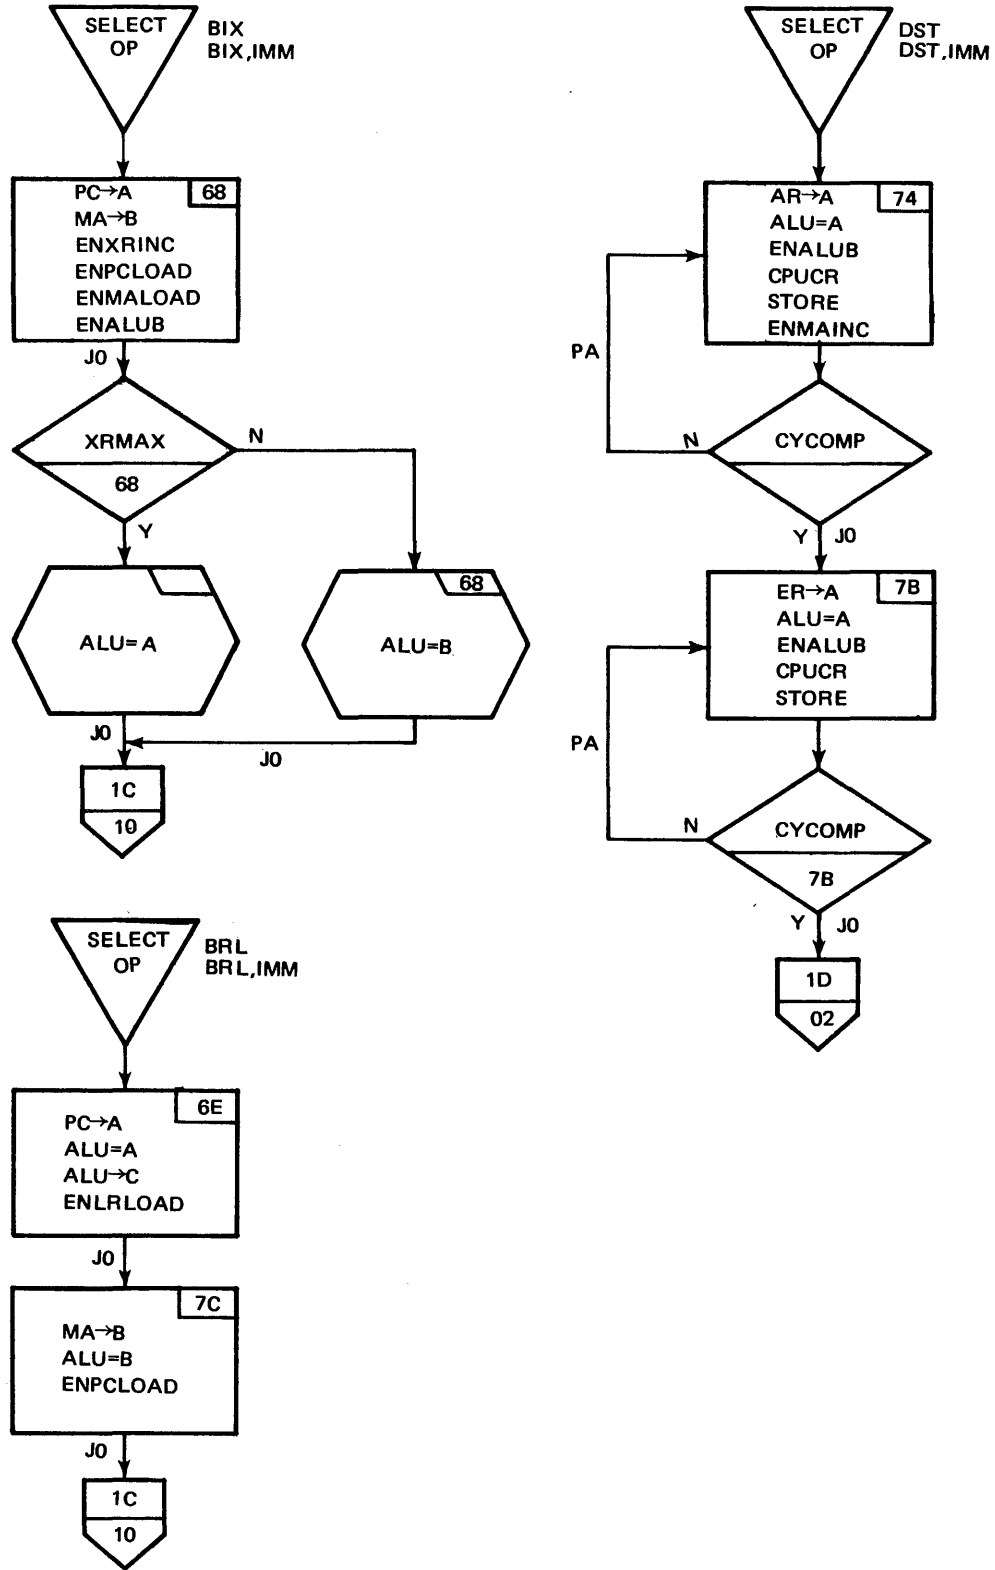 SELECT
OP
BIX
BIX,IMM
68
PC→A
MA→B
ENXRINC
ENPCLOAD
ENMALOAD
ENALUB
J0
XRMAX
68
N
Y
ALU=A
68
ALU=B
J0
J0
1C
10
SELECT
OP
BRL
BRL,IMM
6E
PC→A
ALU=A
ALU→C
ENLRLOAD
J0
7C
MA→B
ALU=B
ENPCLOAD
J0
1C
10
SELECT
OP
DST
DST,IMM
74
AR→A
ALU=A
ENALUB
CPUCR
STORE
ENMAINC
PA
N
CYCOMP
Y J0
7B
ER→A
ALU=A
ENALUB
CPUCR
STORE
PA
N
CYCOMP
7B
Y J0
1D
02